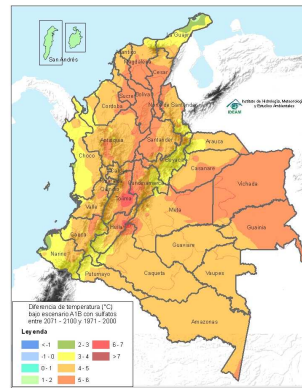 La Guajira
San Andrés
Atlántico
Magdalena
Cesar
Sucre
Bolívar
Córdoba
Norte de Santander
Instituto de Hidrología, Meteorología
y Estudios Ambientales
IDEAM
Antioquia
Santander
Arauca
Chocó
Boyacá
Casanare
Cundinamarca
Vichada
Valle
Tolima
Meta
Guainía
Cauca
Huila
Guaviare
Nariño
Putumayo
Caquetá
Vaupés
Amazonas
Diferencia de temperatura (°C)
bajo escenario A1B con sulfatos
entre 2071 - 2100 y 1971 - 2000
Leyenda
< -1 2 - 3 6 - 7
-1 - 0 3 - 4 > 7
0 - 1 4 - 5
1 - 2 5 - 6